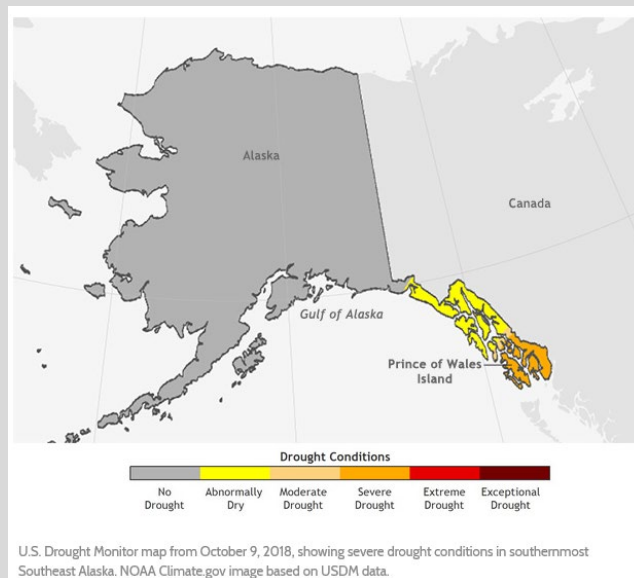 Alaska
Canada
Gulf of Alaska
Prince of Wales
Island
Drought Conditions
No
Drought
Abnormally
Dry
Moderate
Drought
Severe
Drought
Extreme
Drought
Exceptional
Drought
U.S. Drought Monitor map from October 9, 2018, showing severe drought conditions in southernmost
Southeast Alaska. NOAA Climate.gov image based on USDM data.